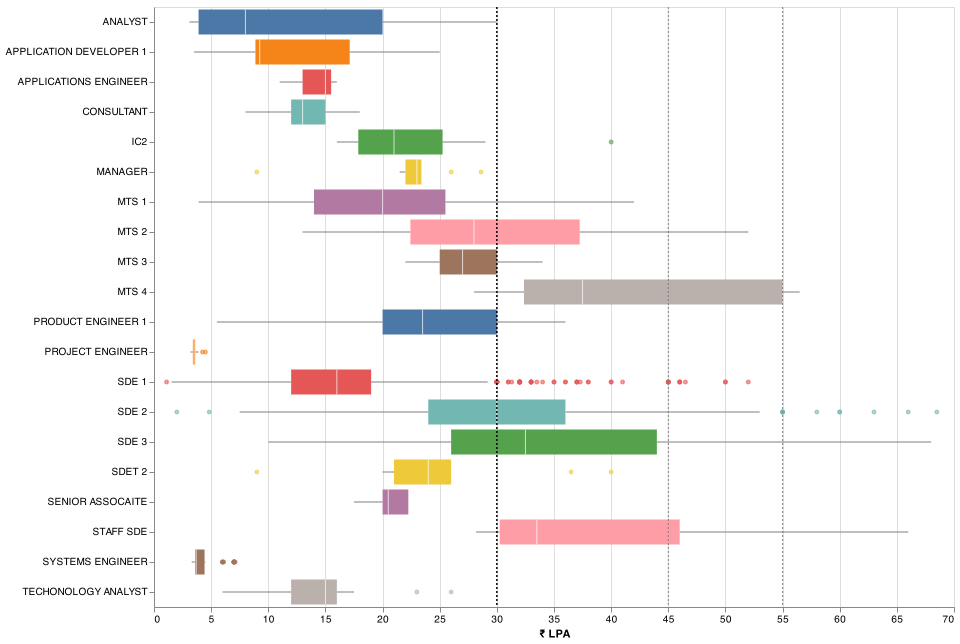 ANALYST
APPLICATION DEVELOPER 1
APPLICATIONS ENGINEER
CONSULTANT
IC2
MANAGER
MTS 1
MTS 2
MTS 3
MTS 4
PRODUCT ENGINEER 1
PROJECT ENGINEER
SDE 1
SDE 2
SDE 3
SDET 2
SENIOR ASSOCAITE
STAFF SDE
SYSTEMS ENGINEER
TECHONOLOGY ANALYST
0 5 10 15 20 25 30 35 40 45 50 55 60 65 70
₹ LPA